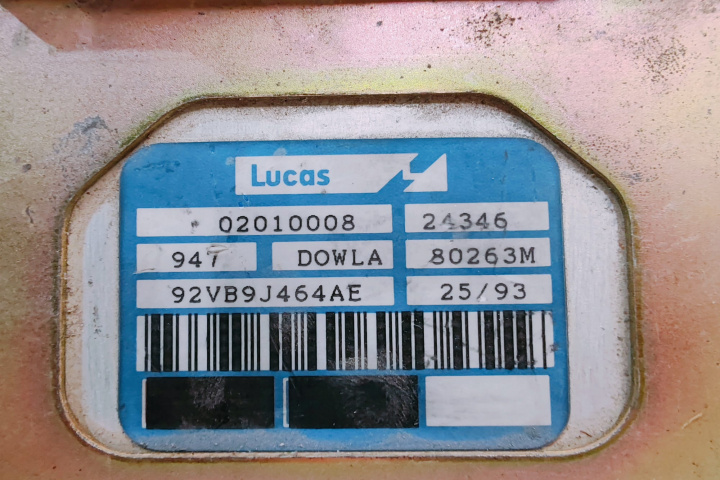 Lucas
02010008 24346
947 DOWLA 80263M
92VB9J464AE 25/93